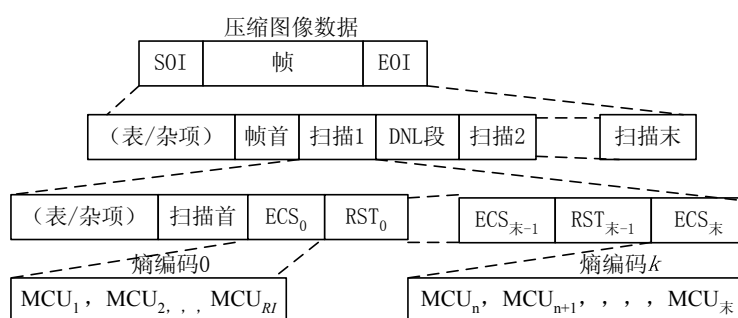 压缩图像数据
SOI 帧 EOI
(表/杂项) 帧首 扫描1 DNL段 扫描2 扫描末
(表/杂项) 扫描首 ECS₀ RST₀ ECS末-1 RST末-1 ECS末
熵编码0 熵编码k
MCU₁, MCU₂, , , MCU_RI MCUₙ, MCUₙ₊₁, , , , MCU末